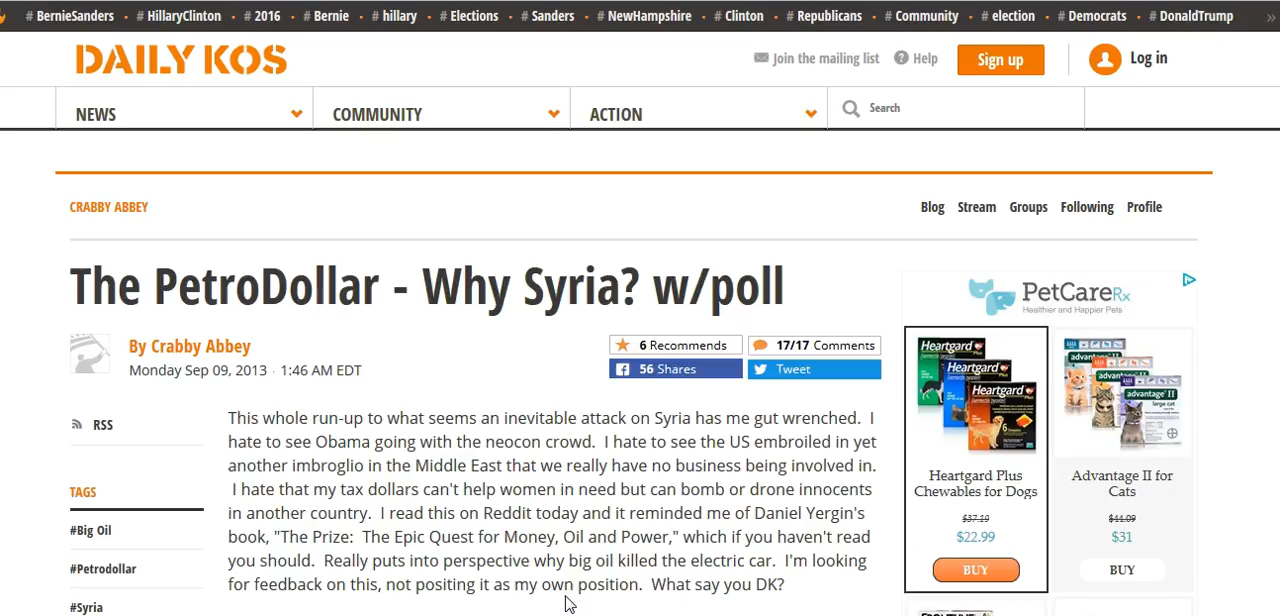 # BernieSanders • # HillaryClinton • # 2016 • # Bernie • # hillary • # Elections • # Sanders • # NewHampshire • # Clinton • # Republicans • # Community • # election • # Democrats • # DonaldTrump »
DAILY KOS
Join the mailing list
Help
Sign up
Log in
NEWS
COMMUNITY
ACTION
Search
CRABBY ABBEY
Blog Stream Groups Following Profile
The PetroDollar - Why Syria? w/poll
By Crabby Abbey
Monday Sep 09, 2013 · 1:46 AM EDT
6 Recommends
17/17 Comments
56 Shares
Tweet
RSS
TAGS
#Big Oil
#Petrodollar
#Syria
This whole run-up to what seems an inevitable attack on Syria has me gut wrenched. I
hate to see Obama going with the neocon crowd. I hate to see the US embroiled in yet
another imbroglio in the Middle East that we really have no business being involved in.
I hate that my tax dollars can't help women in need but can bomb or drone innocents
in another country. I read this on Reddit today and it reminded me of Daniel Yergin's
book, "The Prize: The Epic Quest for Money, Oil and Power," which if you haven't read
you should. Really puts into perspective why big oil killed the electric car. I'm looking
for feedback on this, not positing it as my own position. What say you DK?
PetCareRx
Healthier and Happier Pets
Heartgard Plus
Heartgard Plus
Heartgard Plus
advantage II
large cat
Heartgard Plus
Chewables for Dogs
$37.19
$22.99
BUY
Advantage II for
Cats
$44.09
$31
BUY